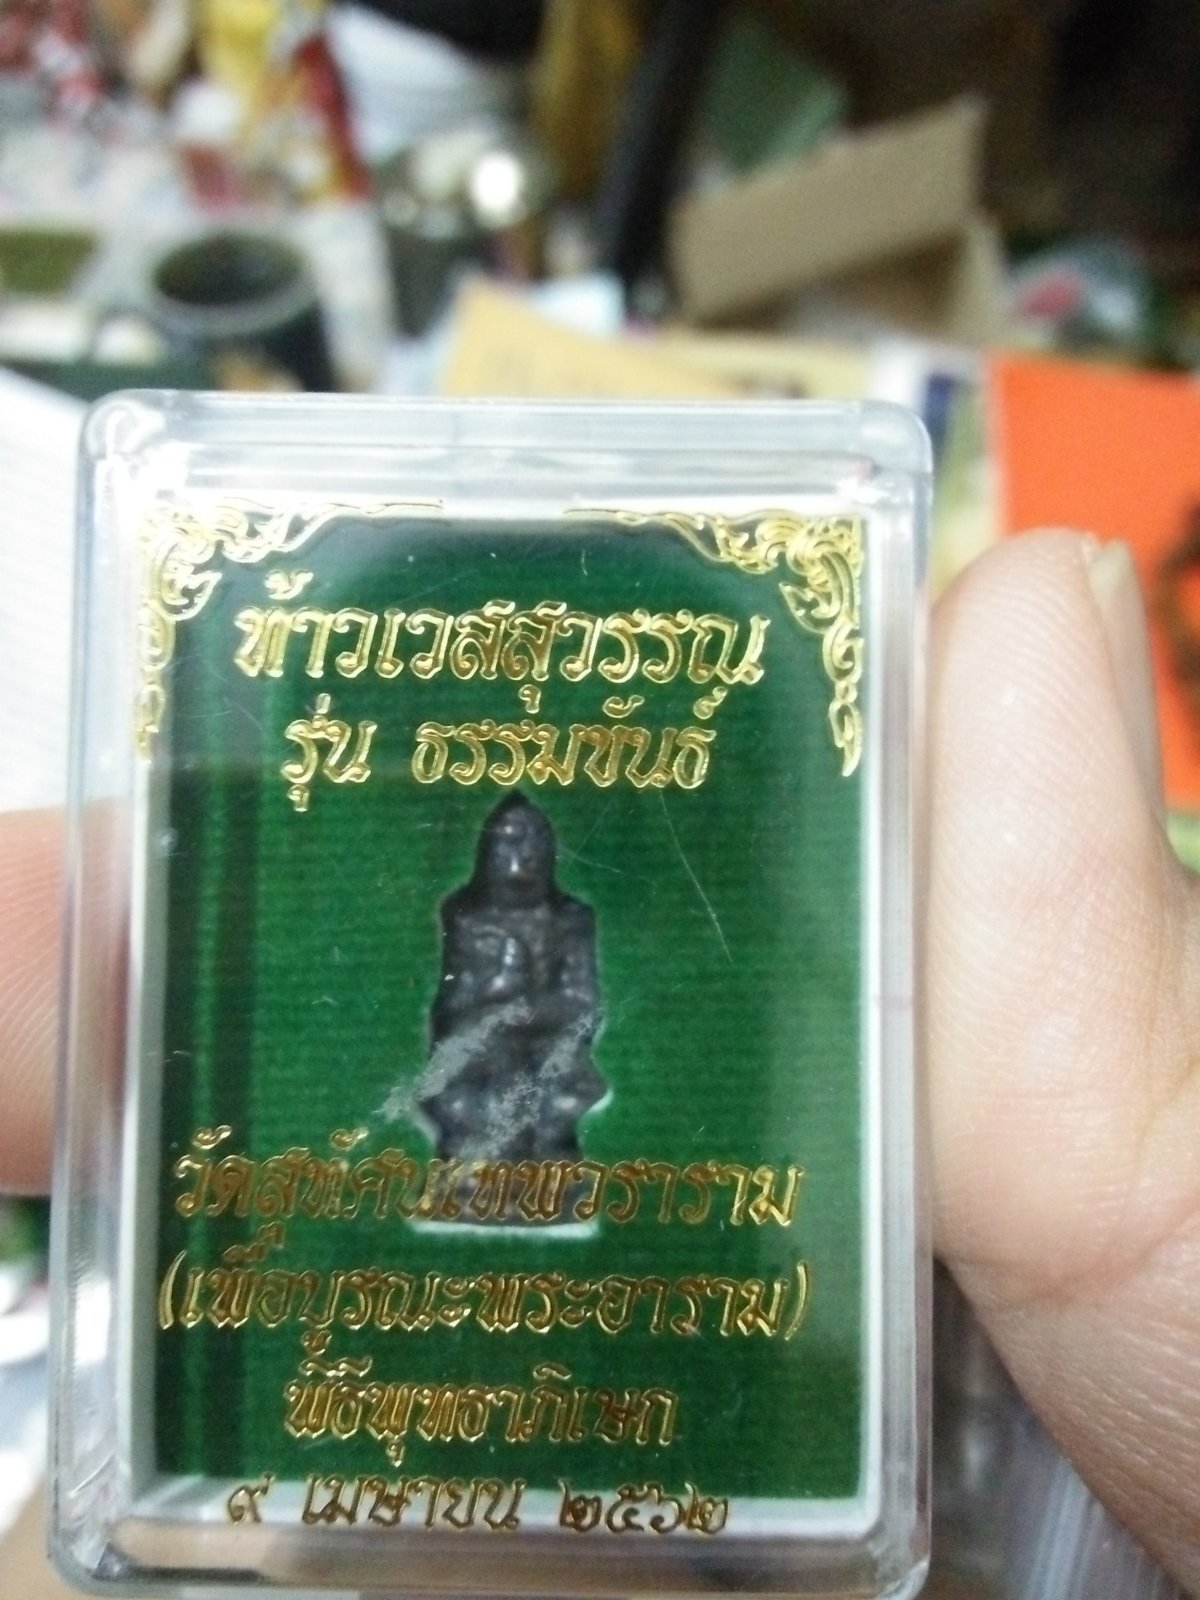 ท้าวเวสส์สุวรรณ
รุ่น ธรรมขันธ์
วัดสุทัศนเทพวราราม
(เพื่อบูรณะพระอาราม)
พิธีพุทธาภิเษก
๙ เมษายน ๒๕๖๒